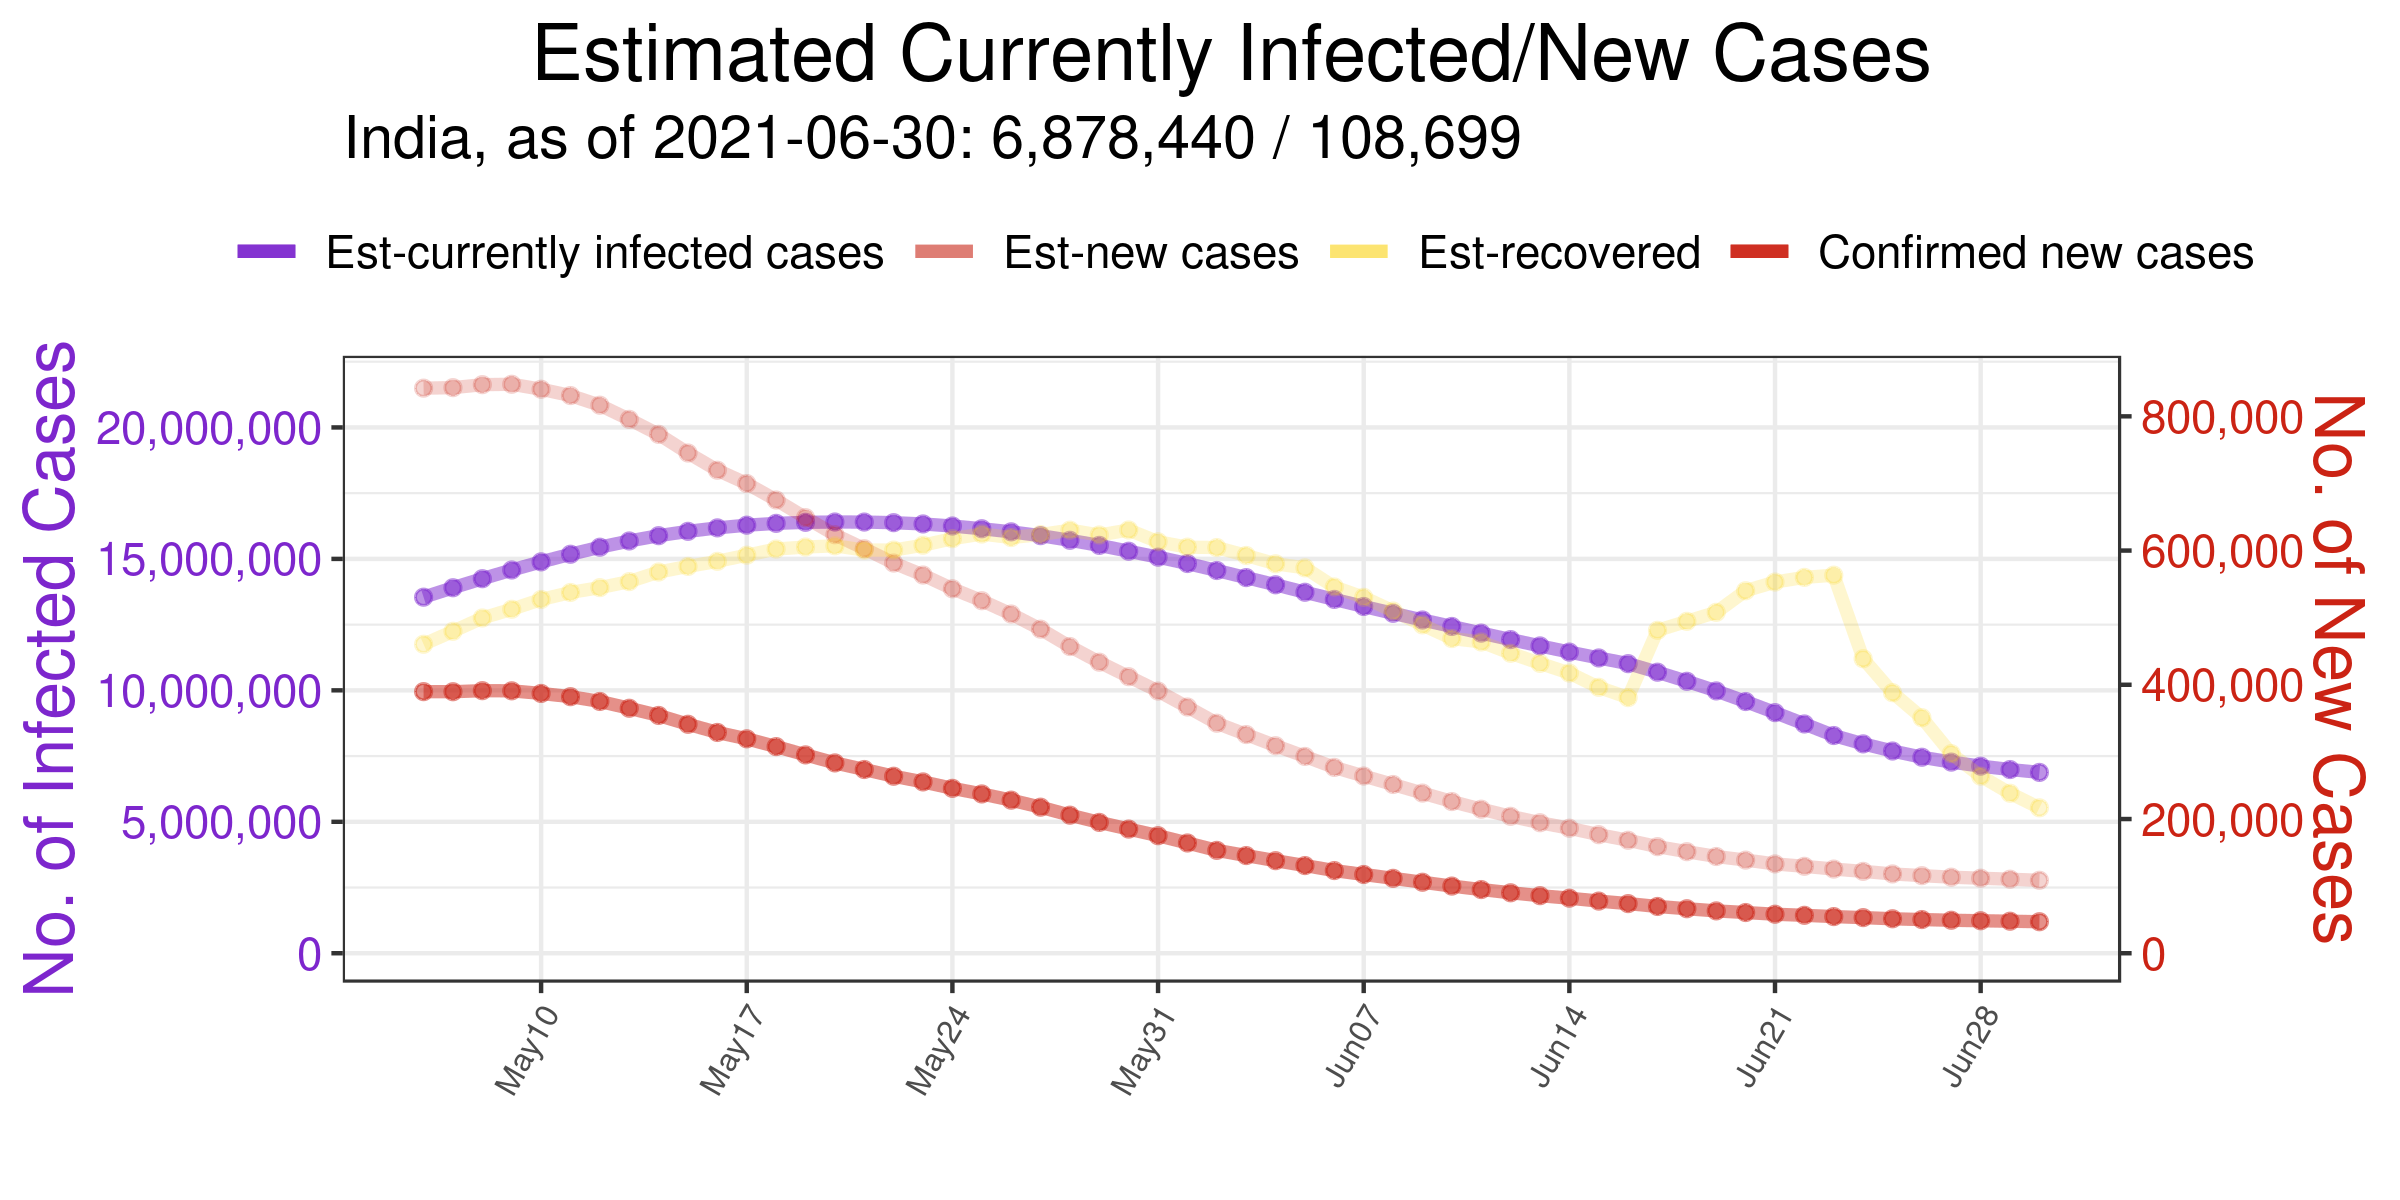 Estimated Currently Infected/New Cases
India, as of 2021-06-30: 6,878,440 / 108,699
Est-currently infected cases Est-new cases Est-recovered Confirmed new cases
No. of Infected Cases
20,000,000
15,000,000
10,000,000
5,000,000
0
800,000
600,000
400,000
200,000
0
No. of New Cases
May10 May17 May24 May31 Jun07 Jun14 Jun21 Jun28